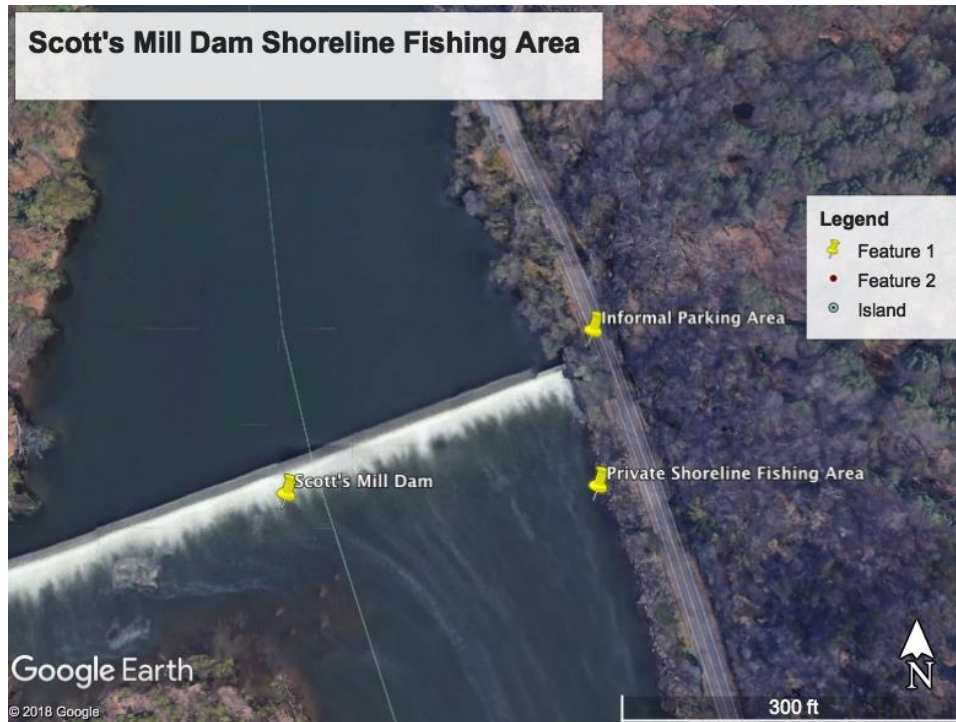 Scott's Mill Dam Shoreline Fishing Area
Legend
Feature 1
Feature 2
Island
Informal Parking Area
Private Shoreline Fishing Area
Scott's Mill Dam
Google Earth
© 2018 Google
N
300 ft